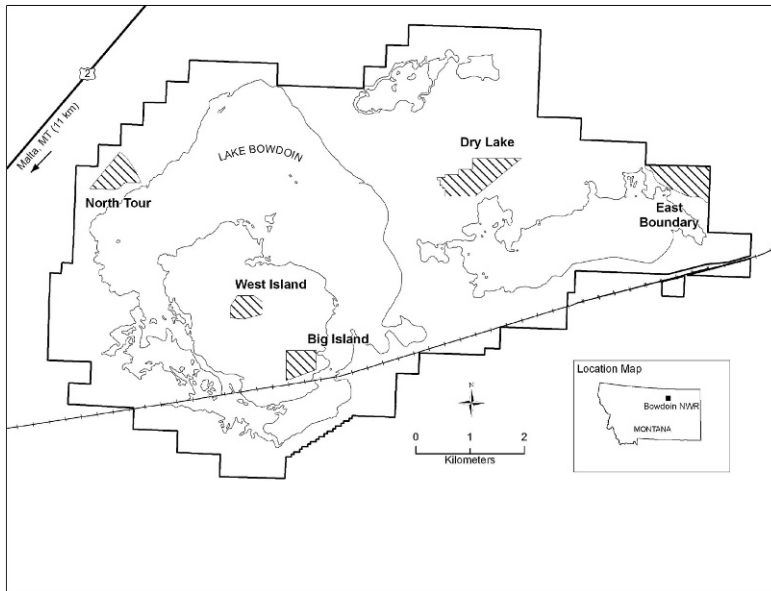 2
Malta, MT (11 km)
LAKE BOWDOIN
Dry Lake
North Tour
East
Boundary
West Island
Big Island
N
0 1 2
Kilometers
Location Map
Bowdoin NWR
MONTANA